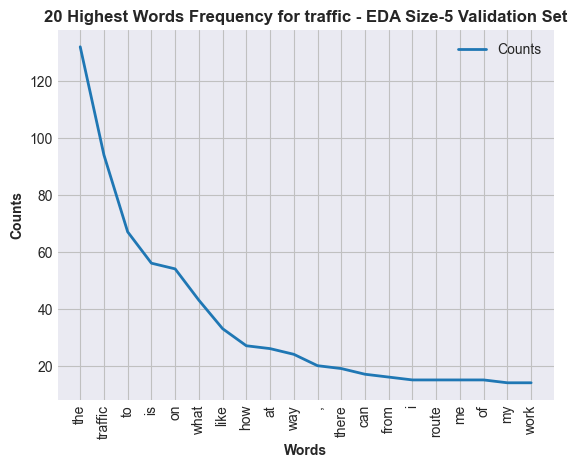 20 Highest Words Frequency for traffic - EDA Size-5 Validation Set
Counts
Counts
120
100
80
60
40
20
the
traffic
to
is
on
what
like
how
at
way
,
there
can
from
i
route
me
of
my
work
Words